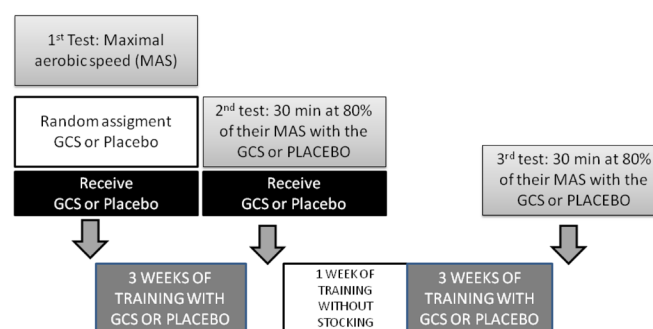 1st Test: Maximal
aerobic speed (MAS)
Random assigment
GCS or Placebo
2nd test: 30 min at 80%
of their MAS with the
GCS or PLACEBO
3rd test: 30 min at 80%
of their MAS with the
GCS or PLACEBO
Receive
GCS or Placebo
Receive
GCS or Placebo
3 WEEKS OF
TRAINING WITH
GCS OR PLACEBO
1 WEEK OF
TRAINING
WITHOUT
STOCKING
3 WEEKS OF
TRAINING WITH
GCS OR PLACEBO